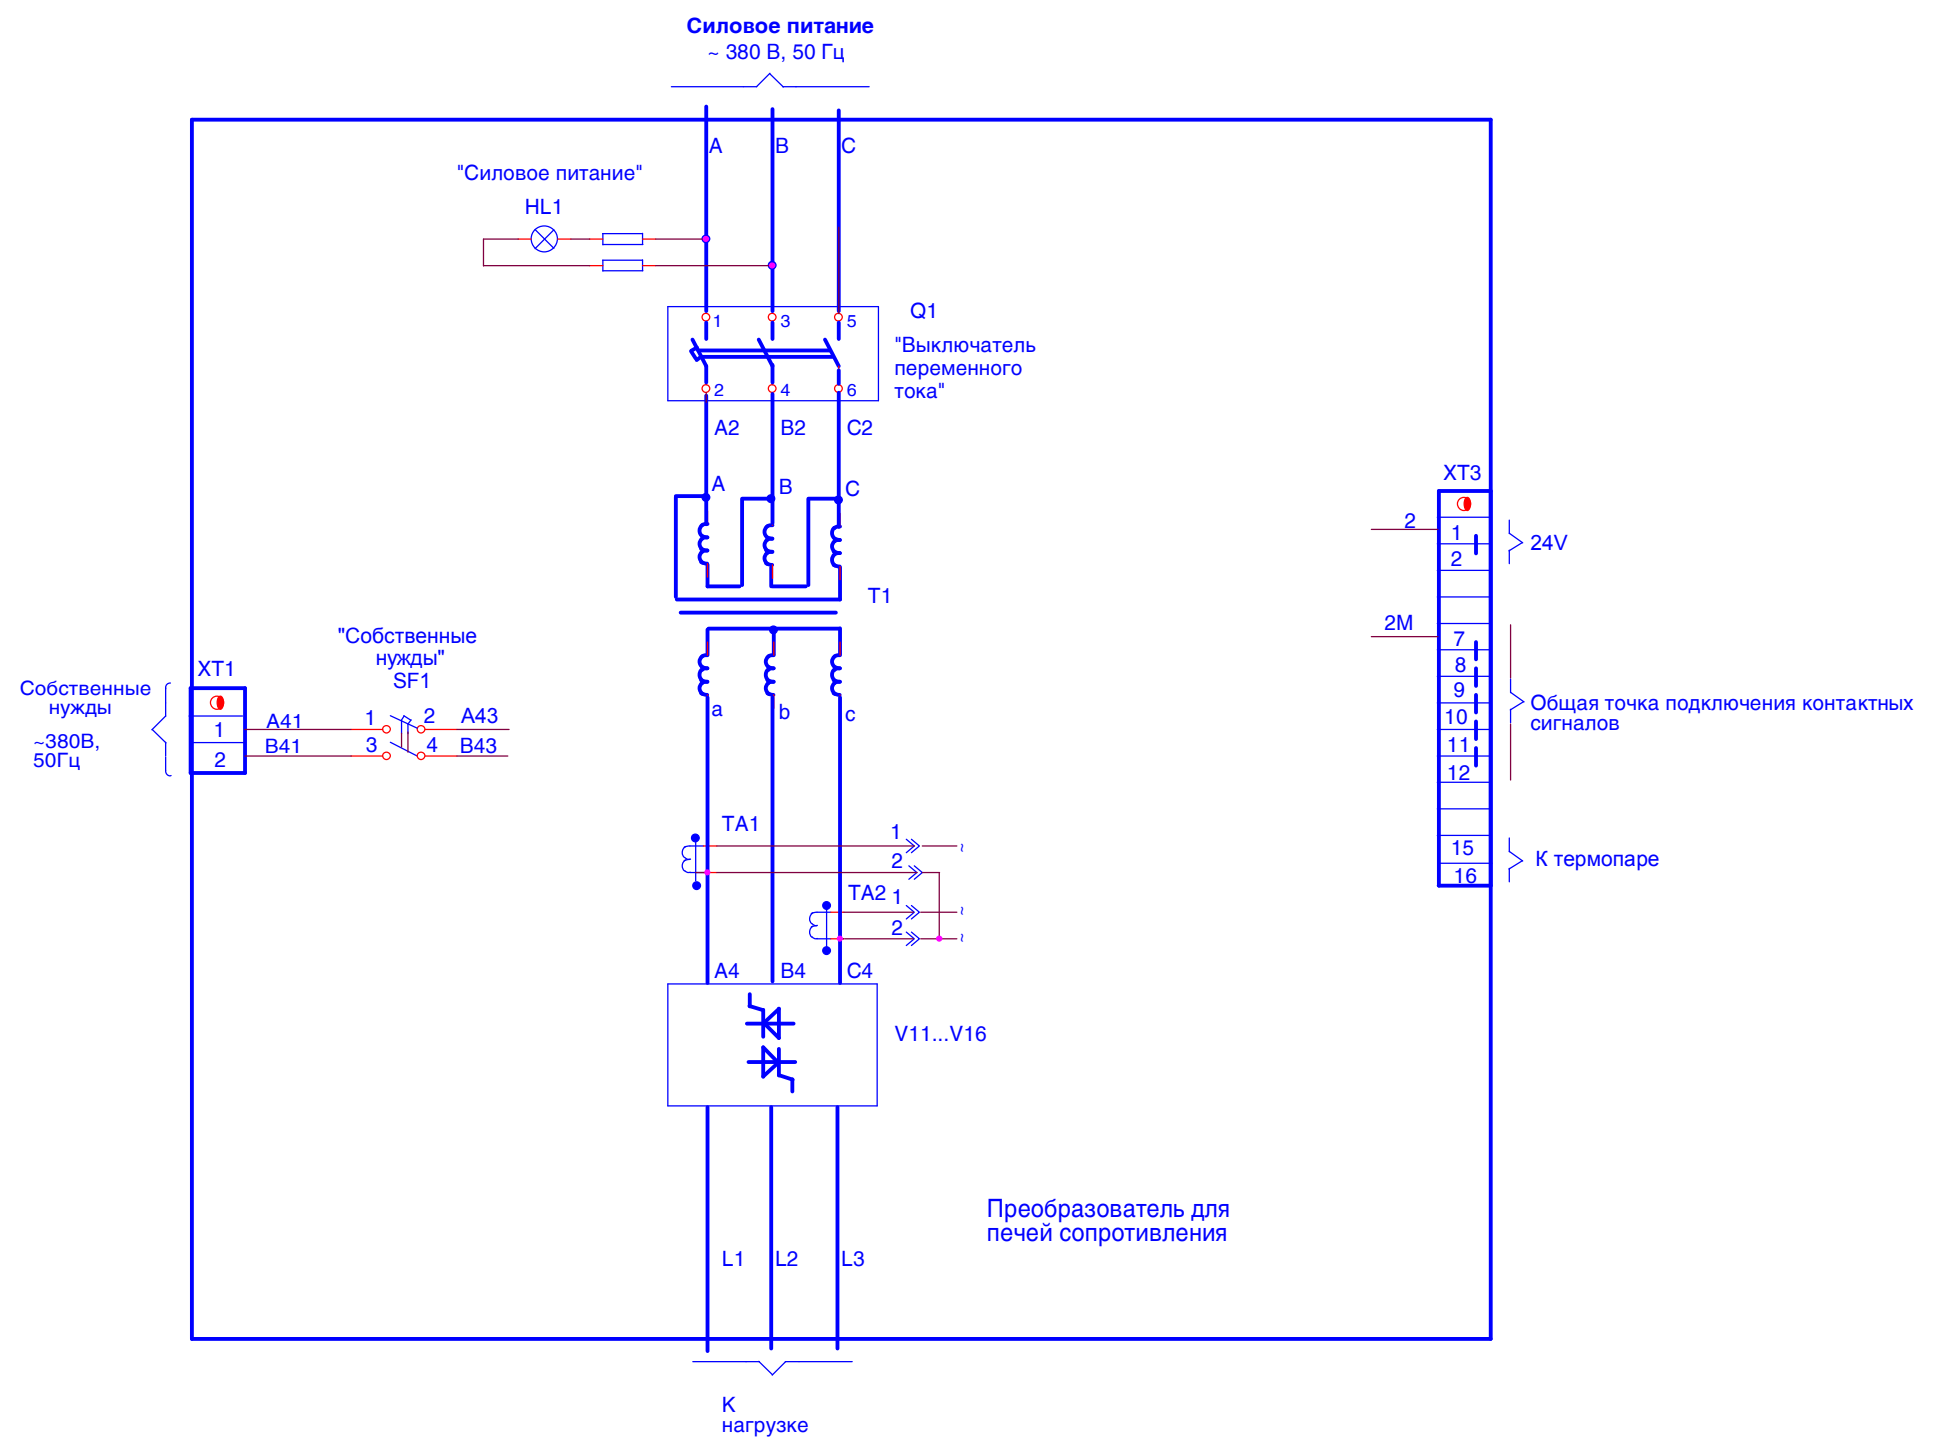 Силовое питание
~ 380 В, 50 Гц
A
B
C
"Силовое питание"
HL1
Q1
1
3
5
"Выключатель
переменного
тока"
2
4
6
A2
B2
C2
A
B
C
XT3
2
1
2
24V
T1
2M
7
8
9
10
11
12
Общая точка подключения контактных
сигналов
15
16
К термопаре
"Собственные
нужды"
SF1
XT1
Собственные
нужды
~380В,
50Гц
1
2
A41
1
2
A43
B41
3
4
B43
a
b
c
TA1
1
2
~
TA2
1
2
~
~
A4
B4
C4
V11...V16
Преобразователь для
печей сопротивления
L1
L2
L3
К
нагрузке